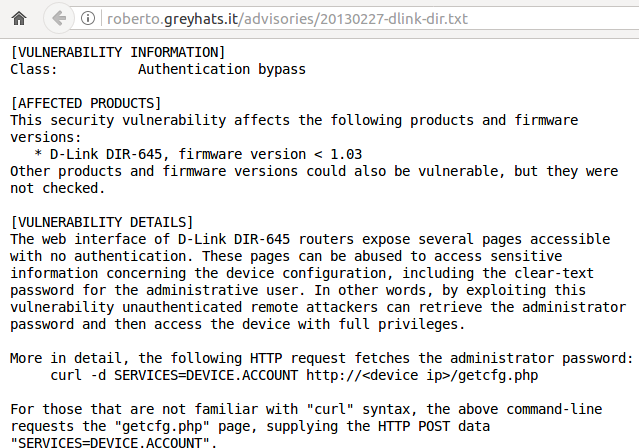 roberto.greyhats.it/advisories/20130227-dlink-dir.txt
[VULNERABILITY INFORMATION]
Class:          Authentication bypass
[AFFECTED PRODUCTS]
This security vulnerability affects the following products and firmware
versions:
   * D-Link DIR-645, firmware version < 1.03
Other products and firmware versions could also be vulnerable, but they were
not checked.
[VULNERABILITY DETAILS]
The web interface of D-Link DIR-645 routers expose several pages accessible
with no authentication. These pages can be abused to access sensitive
information concerning the device configuration, including the clear-text
password for the administrative user. In other words, by exploiting this
vulnerability unauthenticated remote attackers can retrieve the administrator
password and then access the device with full privileges.
More in detail, the following HTTP request fetches the administrator password:
     curl -d SERVICES=DEVICE.ACCOUNT http://<device ip>/getcfg.php
For those that are not familiar with "curl" syntax, the above command-line
requests the "getcfg.php" page, supplying the HTTP POST data
"SERVICES=DEVICE.ACCOUNT".